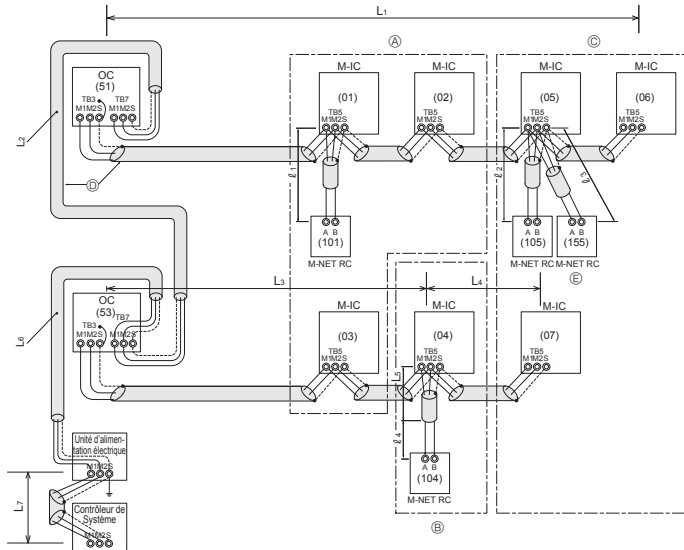 L1
A
C
M-IC
M-IC
M-IC
M-IC
OC
(51)
(01)
(02)
(05)
(06)
TB3
TB7
M1M2S
M1M2S
TB5
M1M2S
TB5
M1M2S
TB5
M1M2S
TB5
M1M2S
L2
ℓ1
ℓ2
ℓ3
D
A B
(101)
M-NET RC
A B
(105)
M-NET RC
A B
(155)
M-NET RC
E
L3
L4
OC
(53)
TB3
TB7
M1M2S
M1M2S
M-IC
M-IC
M-IC
(03)
(04)
(07)
TB5
M1M2S
TB5
M1M2S
TB5
M1M2S
L6
L5
ℓ4
A B
(104)
M-NET RC
B
Unité d'alimen-
tation électrique
M1M2S
L7
Contrôleur de
Système
M1M2S